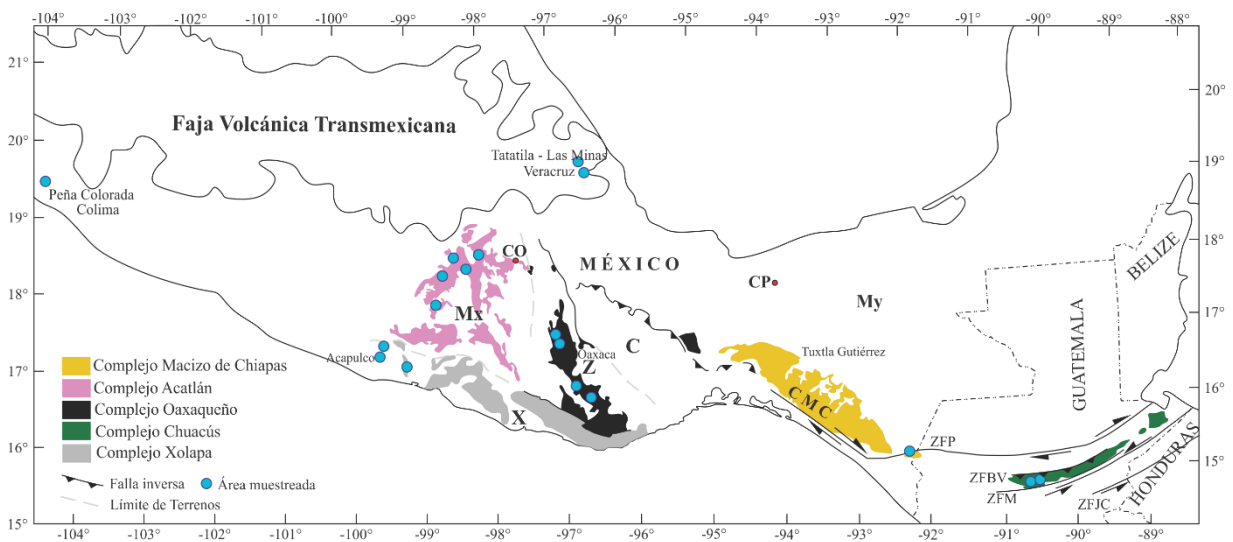 -104° -103° -102° -101° -100° -99° -98° -97° -96° -95° -94° -93° -92° -91° -90° -89° -88°
21°
20°
19°
18°
17°
16°
15°
20°
19°
18°
17°
16°
15°
Faja Volcánica Transmexicana
Tatatila - Las Minas
Veracruz
Peña Colorada
Colima
CO
MÉXICO
CP
My
BELIZE
GUATEMALA
HONDURAS
Mx
Acapulco
Oaxaca
C
Z
X
Tuxtla Gutiérrez
CMC
ZFP
ZFBV
ZFM
ZFJC
Complejo Macizo de Chiapas
Complejo Acatlán
Complejo Oaxaqueño
Complejo Chuacús
Complejo Xolapa
Falla inversa
Área muestreada
Límite de Terrenos
-104° -103° -102° -101° -100° -99° -98° -97° -96° -95° -94° -93° -92° -91° -90° -89°